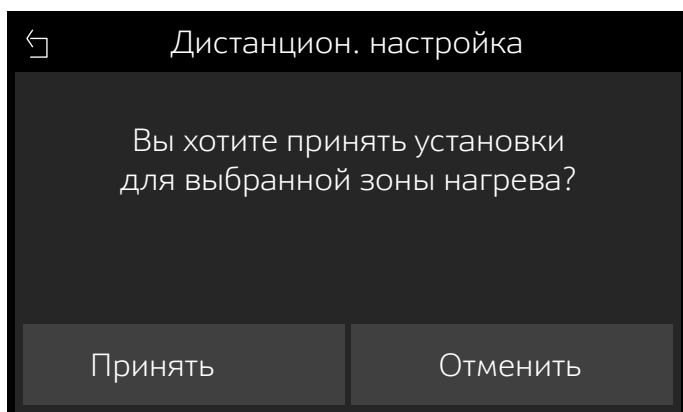 Дистанцион. настройка
Вы хотите принять установки
для выбранной зоны нагрева?
Принять
Отменить